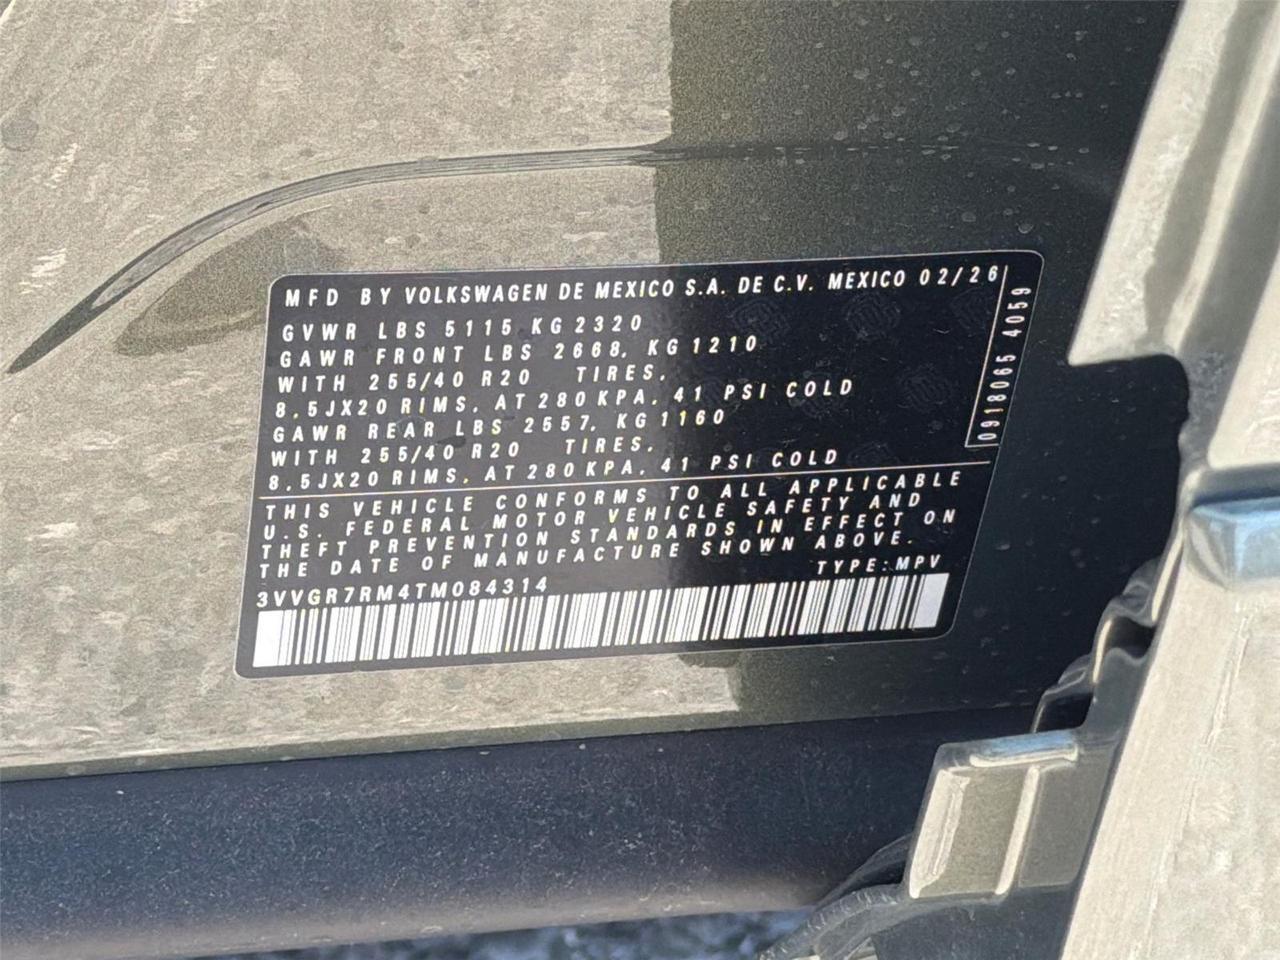 MFD BY VOLKSWAGEN DE MEXICO S.A. DE C.V. MEXICO 02/26
GVWR LBS 5115 KG 2320
GAWR FRONT LBS 2668, KG 1210
WITH 255/40 R20 TIRES,
8,5JX20 RIMS, AT 280 KPA, 41 PSI COLD
GAWR REAR LBS 2557, KG 1160
WITH 255/40 R20 TIRES,
8,5JX20 RIMS, AT 280 KPA, 41 PSI COLD
THIS VEHICLE CONFORMS TO ALL APPLICABLE
U.S. FEDERAL MOTOR VEHICLE SAFETY AND
THEFT PREVENTION STANDARDS IN EFFECT ON
THE DATE OF MANUFACTURE SHOWN ABOVE.
3VVGR7RM4TM084314 TYPE: MPV
0918065 4059